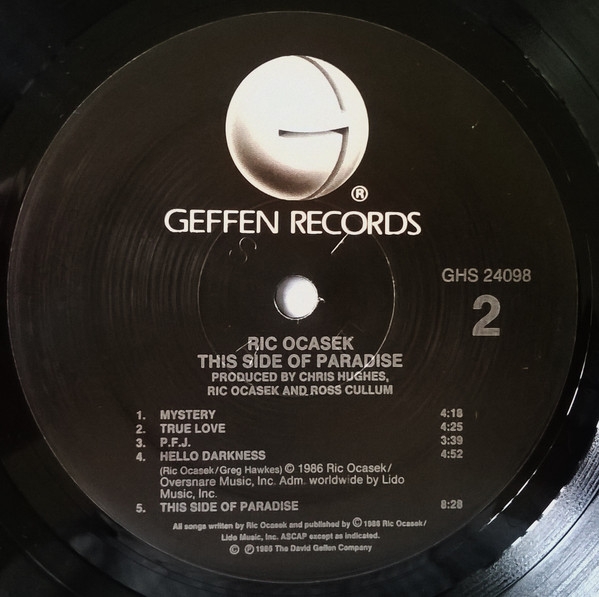 G
®
GEFFEN RECORDS
GHS 24098
2
RIC OCASEK
THIS SIDE OF PARADISE
PRODUCED BY CHRIS HUGHES,
RIC OCASEK AND ROSS CULLUM
1. MYSTERY 4:18
2. TRUE LOVE 4:25
3. P.F.J. 3:39
4. HELLO DARKNESS 4:52
(Ric Ocasek/Greg Hawkes) © 1986 Ric Ocasek/
Oversnare Music, Inc. Adm. worldwide by Lido
Music, Inc.
5. THIS SIDE OF PARADISE 8:28
All songs written by Ric Ocasek and published by © 1986 Ric Ocasek/
Lido Music, Inc. ASCAP except as indicated.
© ℗ 1986 The David Geffen Company